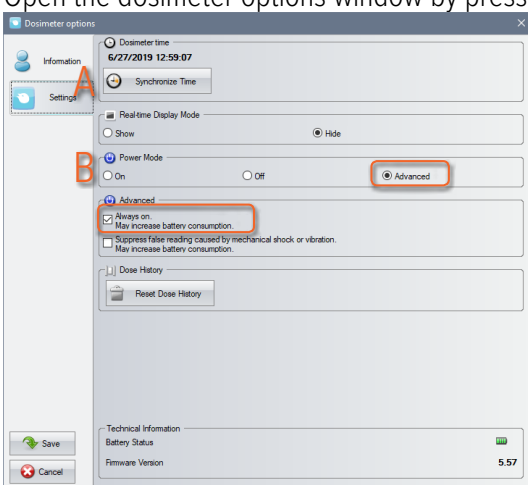 Open the dosimeter options window by press
Dosimeter options
Information
Settings
A
Dosimeter time
6/27/2019 12:59:07
Synchronize Time
Real-time Display Mode
Show
Hide
B
Power Mode
On
Off
Advanced
Advanced
Always on.
May increase battery consumption.
Suppress false reading caused by mechanical shock or vibration.
May increase battery consumption.
Dose History
Reset Dose History
Technical Information
Battery Status
Firmware Version
5.57
Save
Cancel